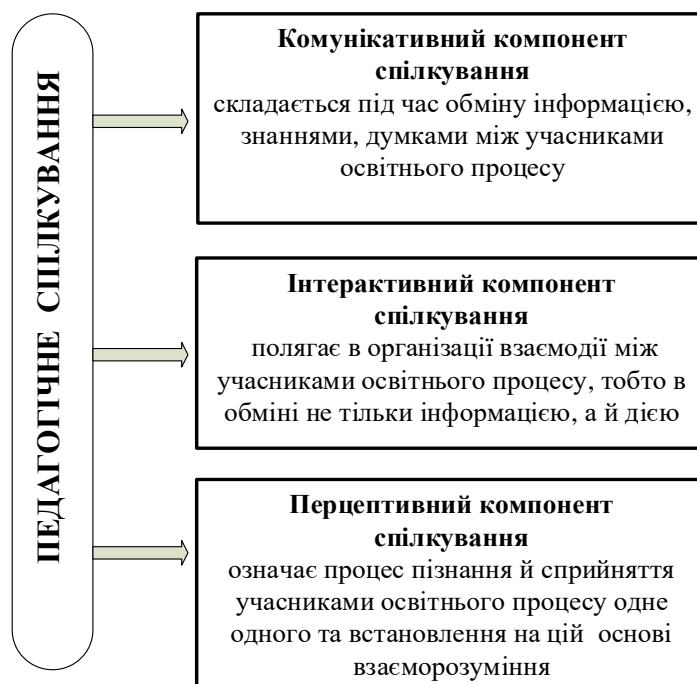 ПЕДАГОГІЧНЕ СПІЛКУВАННЯ
Комунікативний компонент
спілкування
складається під час обміну інформацією,
знаннями, думками між учасниками
освітнього процесу
Інтерактивний компонент
спілкування
полягає в організації взаємодії між
учасниками освітнього процесу, тобто в
обміні не тільки інформацією, а й дією
Перцептивний компонент
спілкування
означає процес пізнання й сприйняття
учасниками освітнього процесу одне
одного та встановлення на цій основі
взаєморозуміння